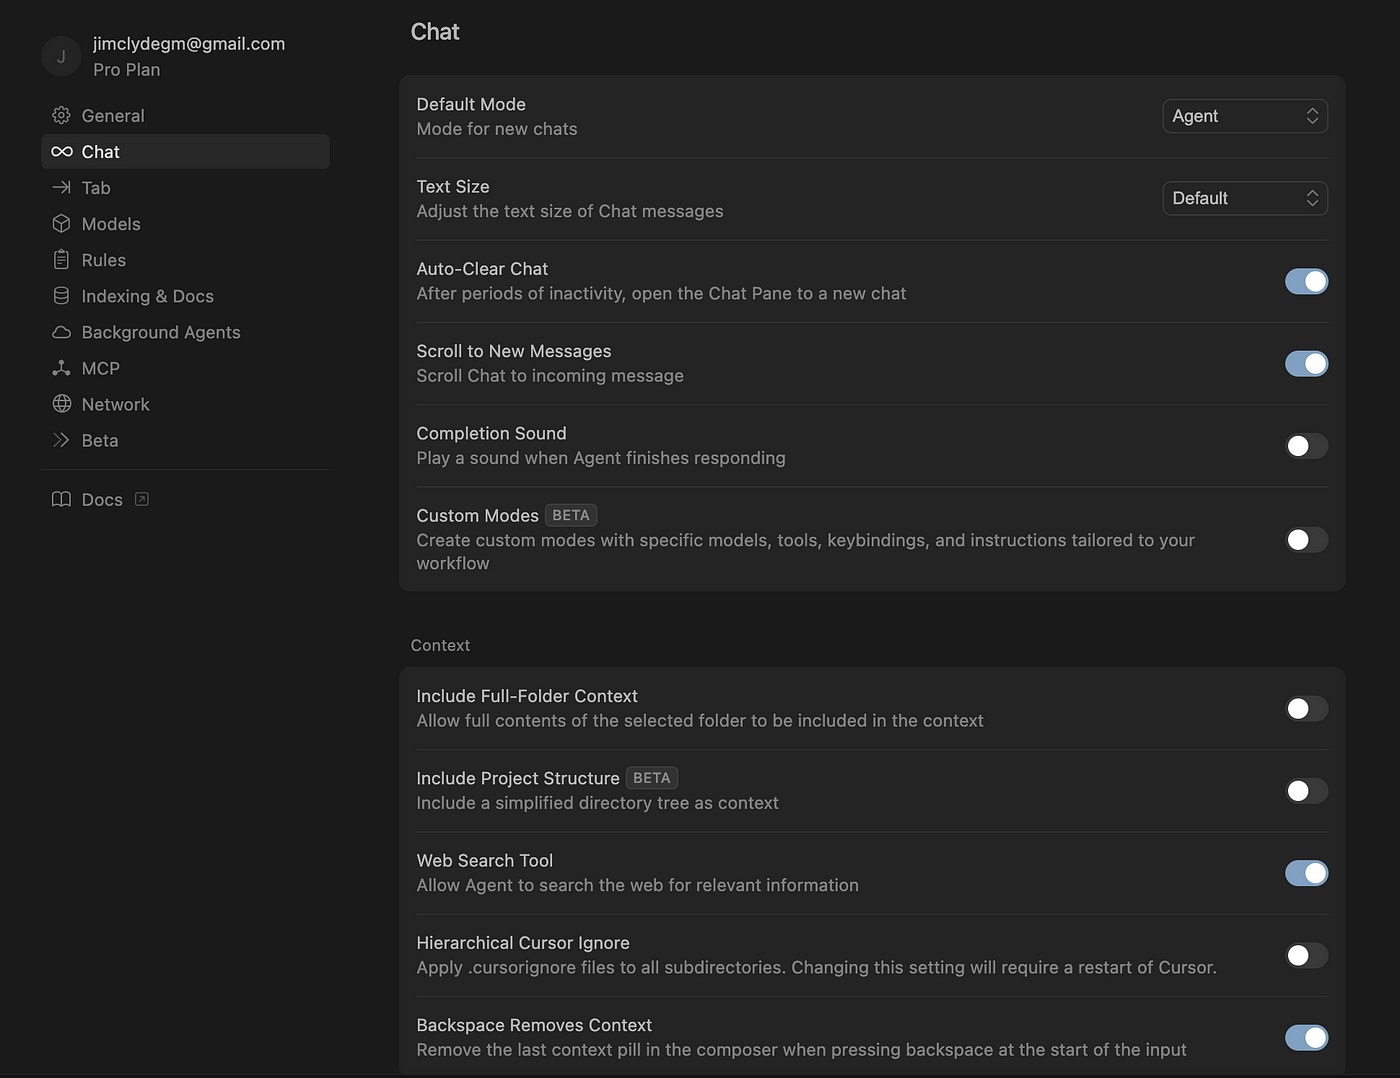 J
jimclydegm@gmail.com
Pro Plan
General
Chat
Tab
Models
Rules
Indexing & Docs
Background Agents
MCP
Network
Beta
Docs
Chat
Default Mode
Mode for new chats
Agent
Text Size
Adjust the text size of Chat messages
Default
Auto-Clear Chat
After periods of inactivity, open the Chat Pane to a new chat
Scroll to New Messages
Scroll Chat to incoming message
Completion Sound
Play a sound when Agent finishes responding
Custom Modes BETA
Create custom modes with specific models, tools, keybindings, and instructions tailored to your
workflow
Context
Include Full-Folder Context
Allow full contents of the selected folder to be included in the context
Include Project Structure BETA
Include a simplified directory tree as context
Web Search Tool
Allow Agent to search the web for relevant information
Hierarchical Cursor Ignore
Apply .cursorignore files to all subdirectories. Changing this setting will require a restart of Cursor.
Backspace Removes Context
Remove the last context pill in the composer when pressing backspace at the start of the input